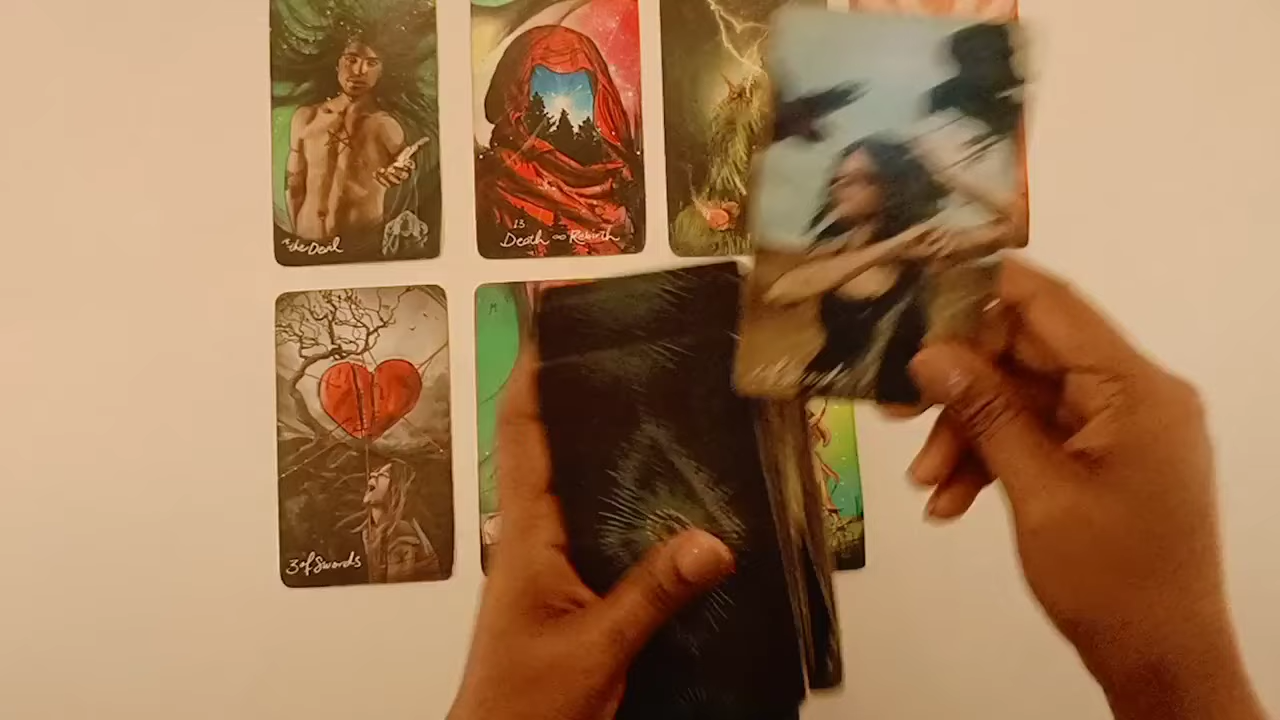 the Devil
13
Death ∞ Rebirth
3 of Swords